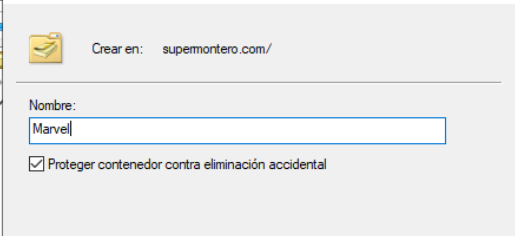 Crear en: supermontero.com/
Nombre:
Marvel
Proteger contenedor contra eliminación accidental